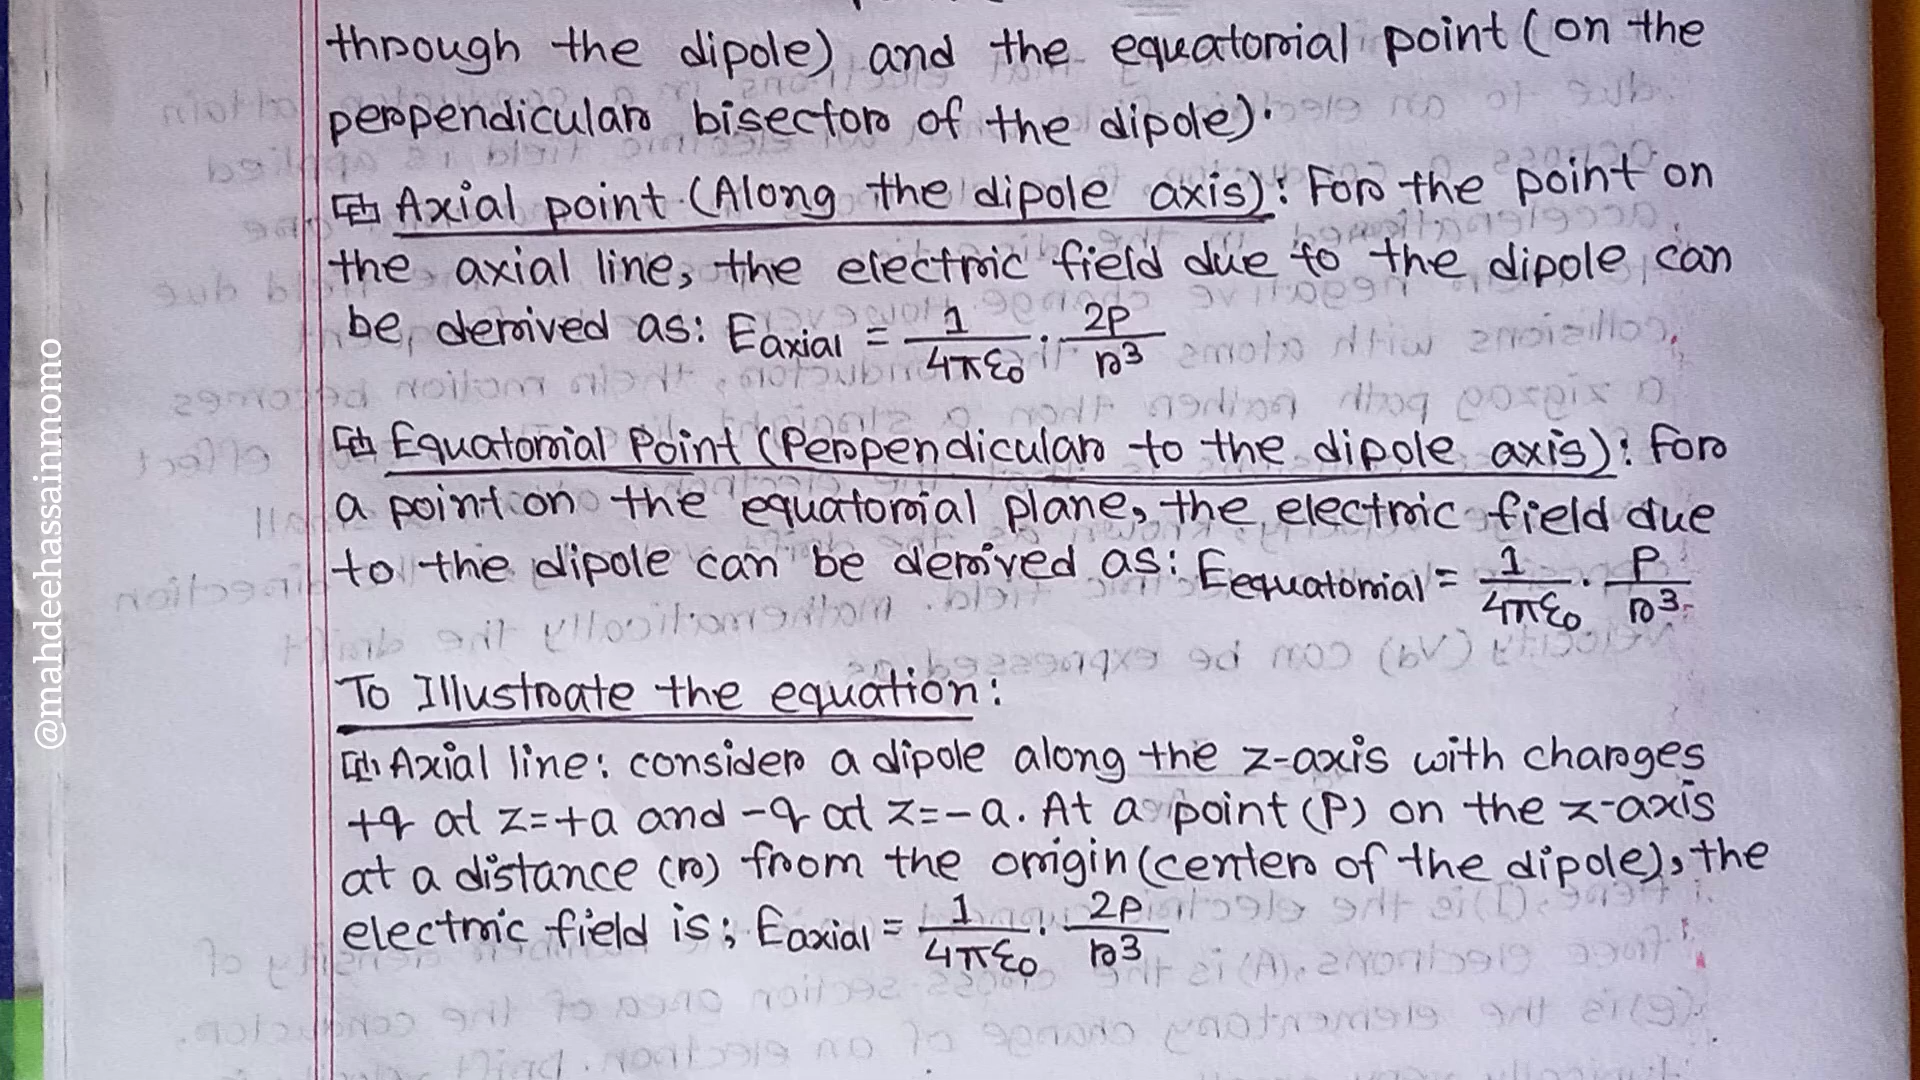 through the dipole) and the equatorial point (on the
perpendicular bisector of the dipole).
Axial point (Along the dipole axis): For the point on
the axial line, the electric field due to the dipole can
be derived as: Eaxial = 1/4πε0 · 2P/r³
Equatorial Point (Perpendicular to the dipole axis): For
a point on the equatorial plane, the electric field due
to the dipole can be derived as: Eequatorial = 1/4πε0 · P/r³
To Illustrate the equation:
Axial line: consider a dipole along the z-axis with charges
+q at z=+a and -q at z=-a. At a point (P) on the z-axis
at a distance (r) from the origin (center of the dipole), the
electric field is; Eaxial = 1/4πε0 · 2P/r³
@mahdeehassainmomo